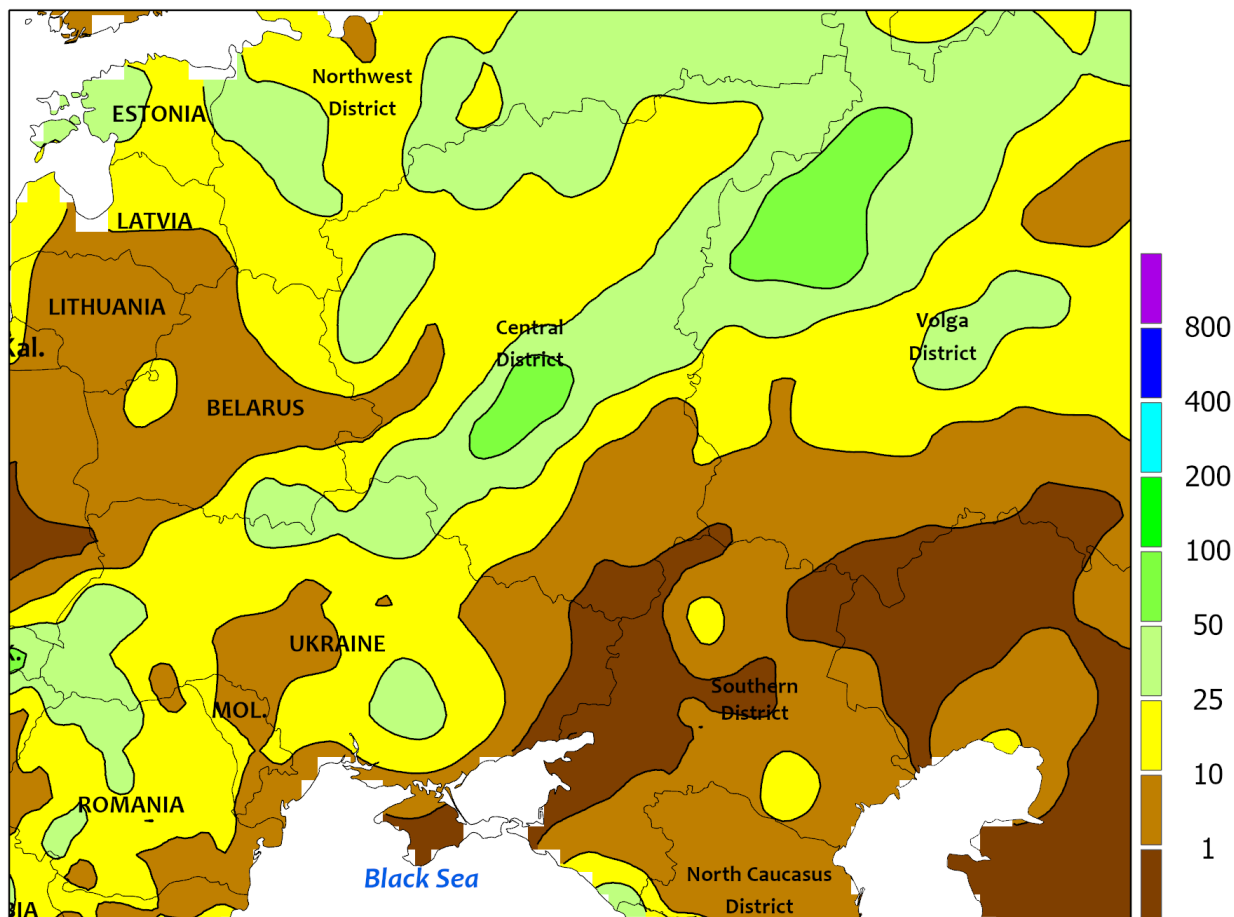 Northwest
District
ESTONIA
LATVIA
LITHUANIA
Kal.
Central
District
Volga
District
BELARUS
UKRAINE
MOL.
Southern
District
ROMANIA
Black Sea
North Caucasus
District
800
400
200
100
50
25
10
1